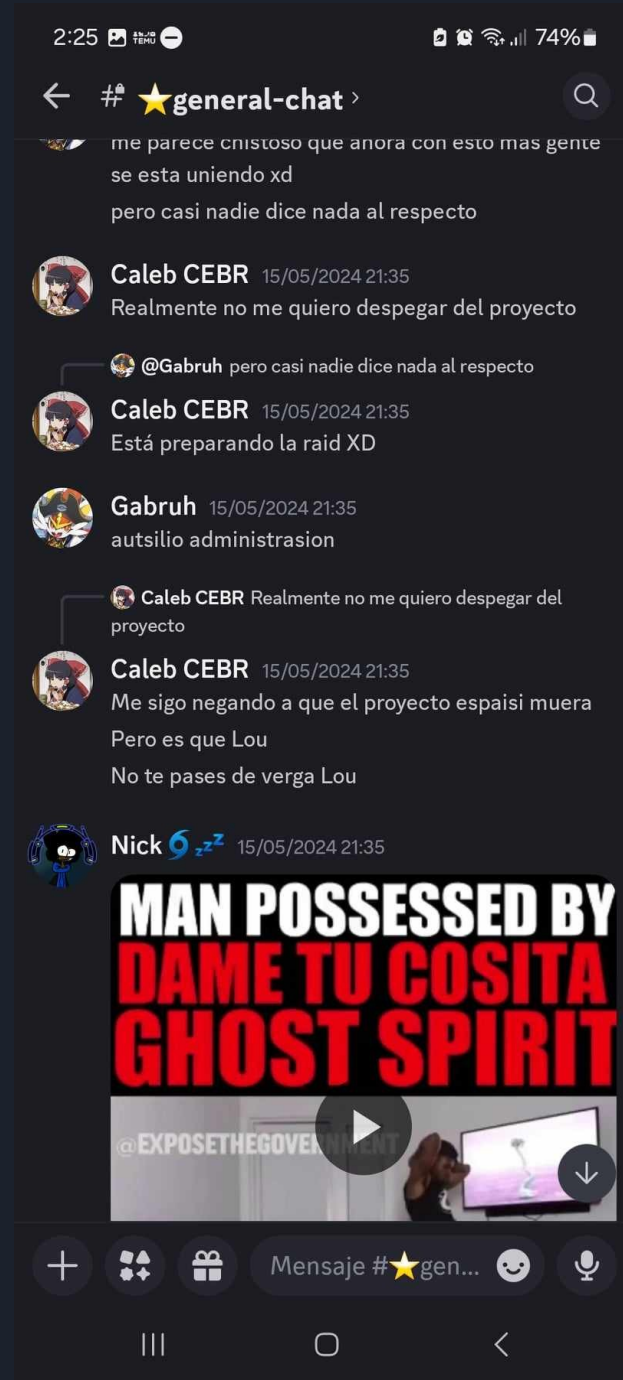 2:25 TEMU 74%
# ⭐general-chat ›
me parece chistoso que ahora con esto mas gente
se esta uniendo xd
pero casi nadie dice nada al respecto
Caleb CEBR 15/05/2024 21:35
Realmente no me quiero despegar del proyecto
@Gabruh pero casi nadie dice nada al respecto
Caleb CEBR 15/05/2024 21:35
Está preparando la raid XD
Gabruh 15/05/2024 21:35
autsilio administrasion
Caleb CEBR Realmente no me quiero despegar del
proyecto
Caleb CEBR 15/05/2024 21:35
Me sigo negando a que el proyecto espaisi muera
Pero es que Lou
No te pases de verga Lou
Nick 🌀 zzZ 15/05/2024 21:35
MAN POSSESSED BY
DAME TU COSITA
GHOST SPIRIT
@EXPOSETHEGOVERNMENT
Mensaje #⭐gen...